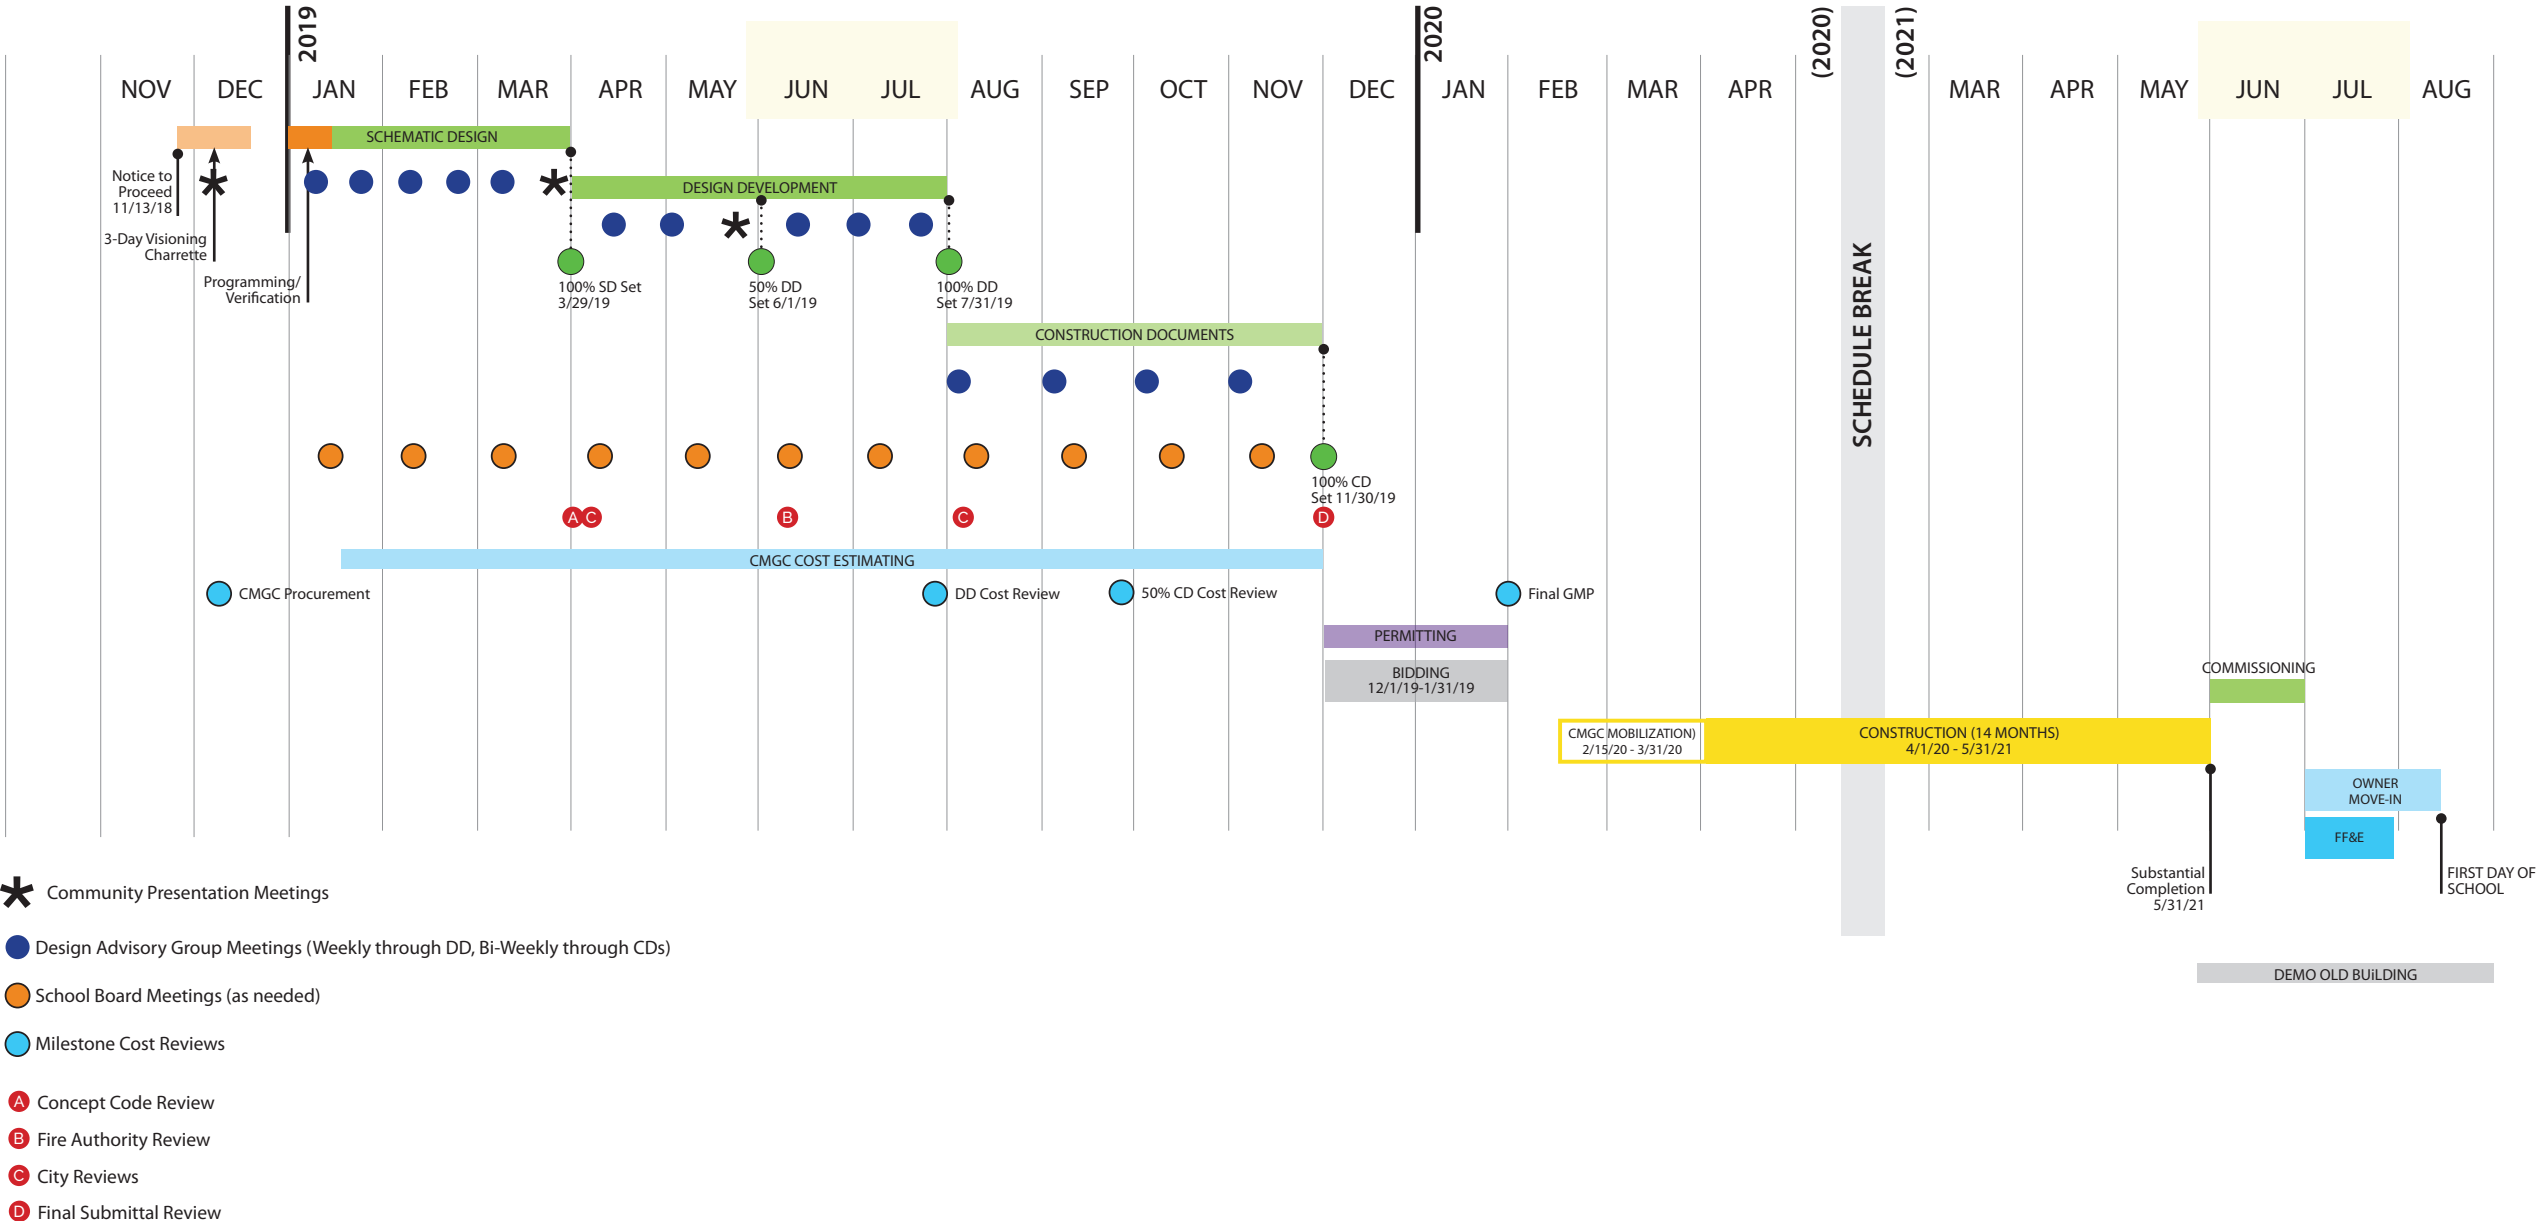 2019
2020
(2020)
(2021)
NOV
DEC
JAN
FEB
MAR
APR
MAY
JUN
JUL
AUG
SEP
OCT
NOV
DEC
JAN
FEB
MAR
APR
MAR
APR
MAY
JUN
JUL
AUG
SCHEDULE BREAK
SCHEMATIC DESIGN
Notice to
Proceed
11/13/18
3-Day Visioning
Charrette
Programming/
Verification
DESIGN DEVELOPMENT
100% SD Set
3/29/19
50% DD
Set 6/1/19
100% DD
Set 7/31/19
CONSTRUCTION DOCUMENTS
100% CD
Set 11/30/19
A
C
B
C
D
CMGC COST ESTIMATING
CMGC Procurement
DD Cost Review
50% CD Cost Review
Final GMP
PERMITTING
BIDDING
12/1/19-1/31/19
COMMISSIONING
CMGC MOBILIZATION)
2/15/20 - 3/31/20
CONSTRUCTION (14 MONTHS)
4/1/20 - 5/31/21
OWNER
MOVE-IN
FF&E
Substantial
Completion
5/31/21
FIRST DAY OF
SCHOOL
DEMO OLD BUiLDING
Community Presentation Meetings
Design Advisory Group Meetings (Weekly through DD, Bi-Weekly through CDs)
School Board Meetings (as needed)
Milestone Cost Reviews
A Concept Code Review
B Fire Authority Review
C City Reviews
D Final Submittal Review